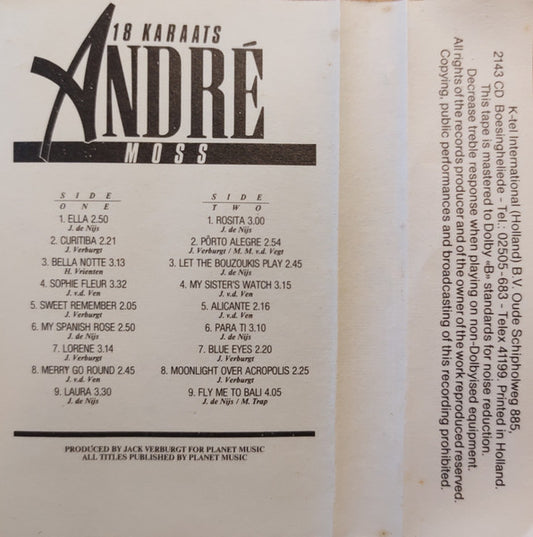 18 KARAATS
ANDRÉ
MOSS
SIDE
ONE
1. ELLA 2.50
J. de Nijs
2. CURITIBA 2.21
J. Verburgt
3. BELLA NOTTE 3.13
H. Vrienten
4. SOPHIE FLEUR 3.32
J. v.d. Ven
5. SWEET REMEMBER 2.05
J. Verburgt
6. MY SPANISH ROSE 2.50
J. de Nijs
7. LORENE 3.14
J. Verburgt
8. MERRY GO ROUND 2.45
J. v.d. Ven
9. LAURA 3.30
J. de Nijs
SIDE
TWO
1. ROSITA 3.00
J. de Nijs
2. PÔRTO ALEGRE 2.54
J. Verburgt / M. M. v.d. Vegt
3. LET THE BOUZOUKIS PLAY 2.45
J. de Nijs
4. MY SISTER'S WATCH 3.15
J. v.d. Ven
5. ALICANTE 2.16
J. v.d. Ven
6. PARA TI 3.10
J. de Nijs
7. BLUE EYES 2.20
J. Verburgt
8. MOONLIGHT OVER ACROPOLIS 2.25
J. Verburgt
9. FLY ME TO BALI 4.05
J. de Nijs / M. Trap
PRODUCED BY JACK VERBURGT FOR PLANET MUSIC
ALL TITLES PUBLISHED BY PLANET MUSIC
K-tel International (Holland) B.V. Oude Schipholweg 885,
2143 CD Boesingheliede - Tel.: 02505 - 683 - Telex 41199. Printed in Holland.
This tape is mastered to Dolby «B» standards for noise reduction.
Decrease treble response when playing on non-Dolbyised equipment.
All rights of the records producer and of the owner of the work reproduced reserved.
Copying, public performances and broadcasting of this recording prohibited.